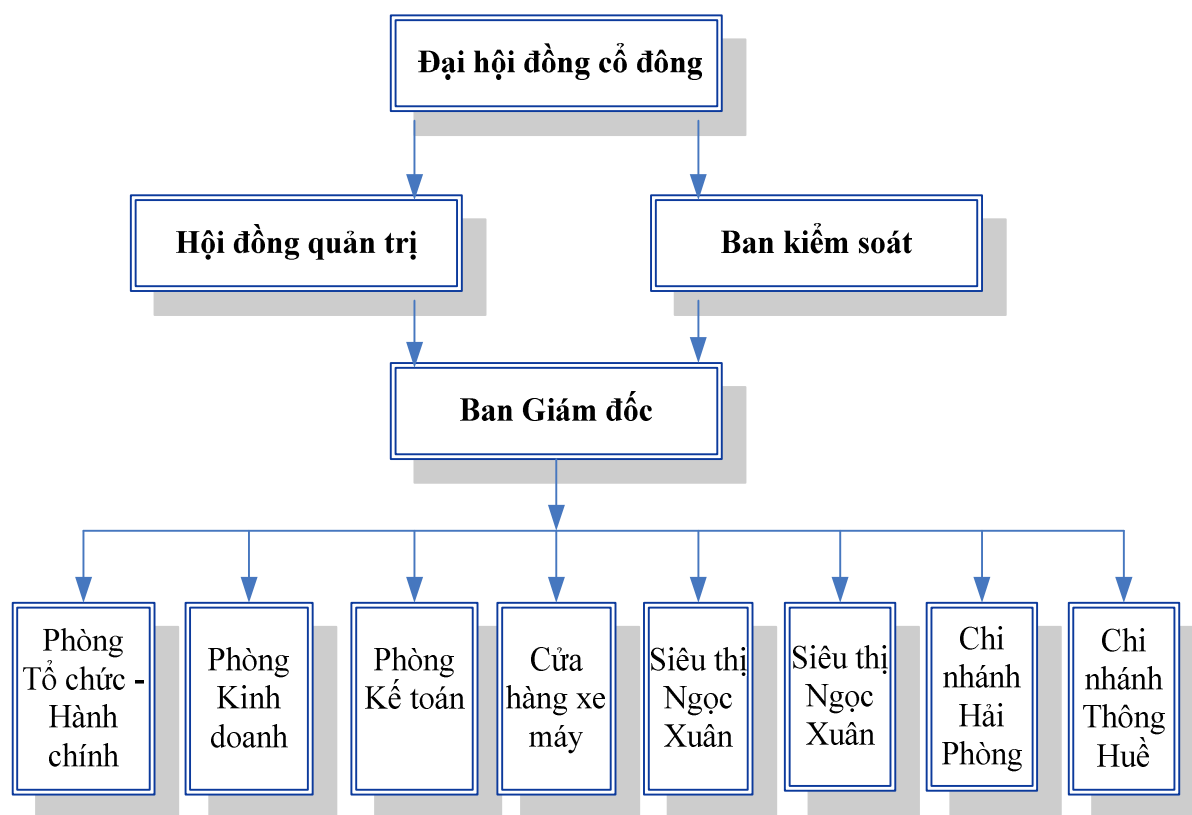 Đại hội đồng cổ đông
Hội đồng quản trị
Ban kiểm soát
Ban Giám đốc
Phòng
Tổ chức -
Hành
chính
Phòng
Kinh
doanh
Phòng
Kế toán
Cửa
hàng xe
máy
Siêu thị
Ngọc
Xuân
Siêu thị
Ngọc
Xuân
Chi
nhánh
Hải
Phòng
Chi
nhánh
Thông
Huề